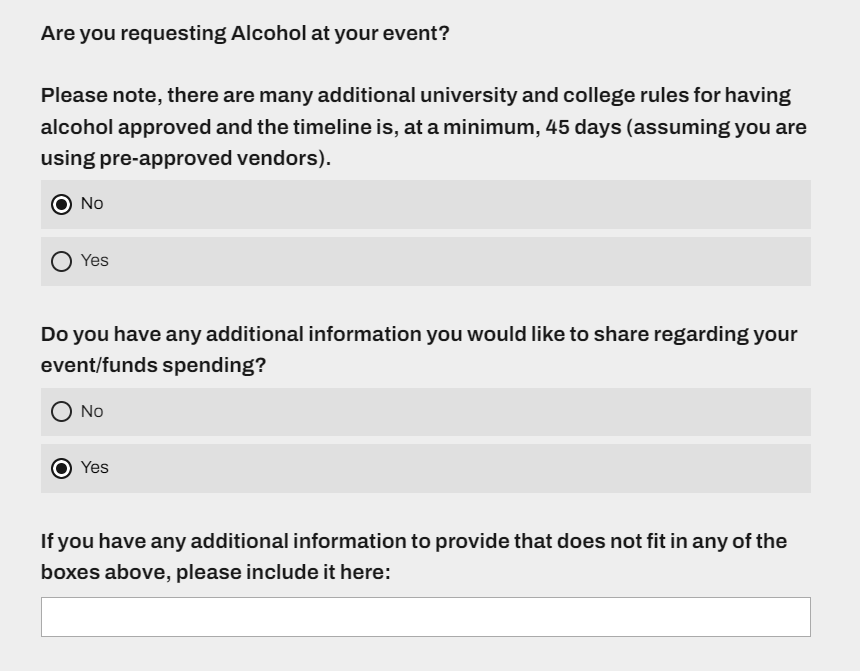 Are you requesting Alcohol at your event?
Please note, there are many additional university and college rules for having
alcohol approved and the timeline is, at a minimum, 45 days (assuming you are
using pre-approved vendors).
No
Yes
Do you have any additional information you would like to share regarding your
event/funds spending?
No
Yes
If you have any additional information to provide that does not fit in any of the
boxes above, please include it here: